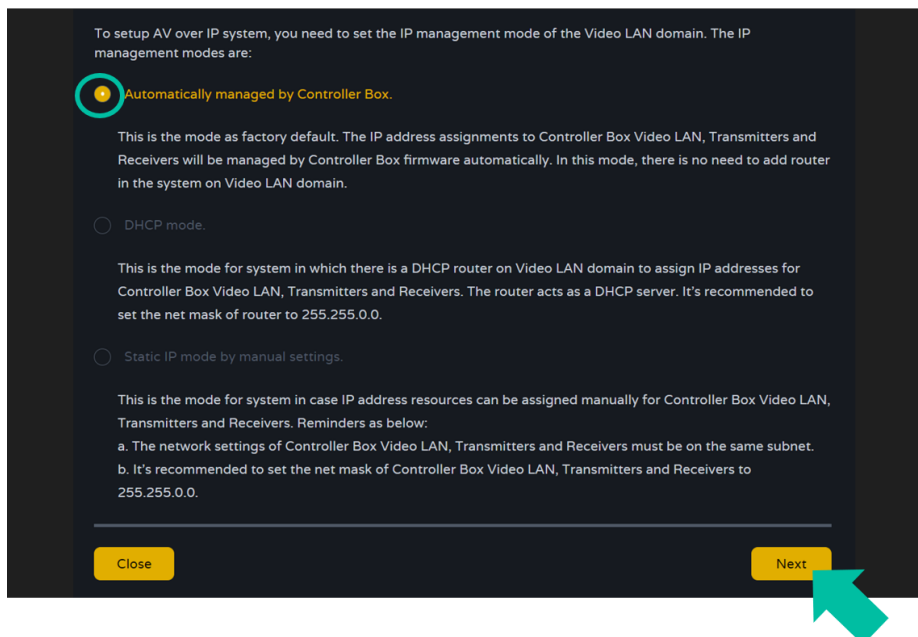 To setup AV over IP system, you need to set the IP management mode of the Video LAN domain. The IP
management modes are:
Automatically managed by Controller Box.
This is the mode as factory default. The IP address assignments to Controller Box Video LAN, Transmitters and
Receivers will be managed by Controller Box firmware automatically. In this mode, there is no need to add router
in the system on Video LAN domain.
DHCP mode.
This is the mode for system in which there is a DHCP router on Video LAN domain to assign IP addresses for
Controller Box Video LAN, Transmitters and Receivers. The router acts as a DHCP server. It's recommended to
set the net mask of router to 255.255.0.0.
Static IP mode by manual settings.
This is the mode for system in case IP address resources can be assigned manually for Controller Box Video LAN,
Transmitters and Receivers. Reminders as below:
a. The network settings of Controller Box Video LAN, Transmitters and Receivers must be on the same subnet.
b. It's recommended to set the net mask of Controller Box Video LAN, Transmitters and Receivers to
255.255.0.0.
Close
Next